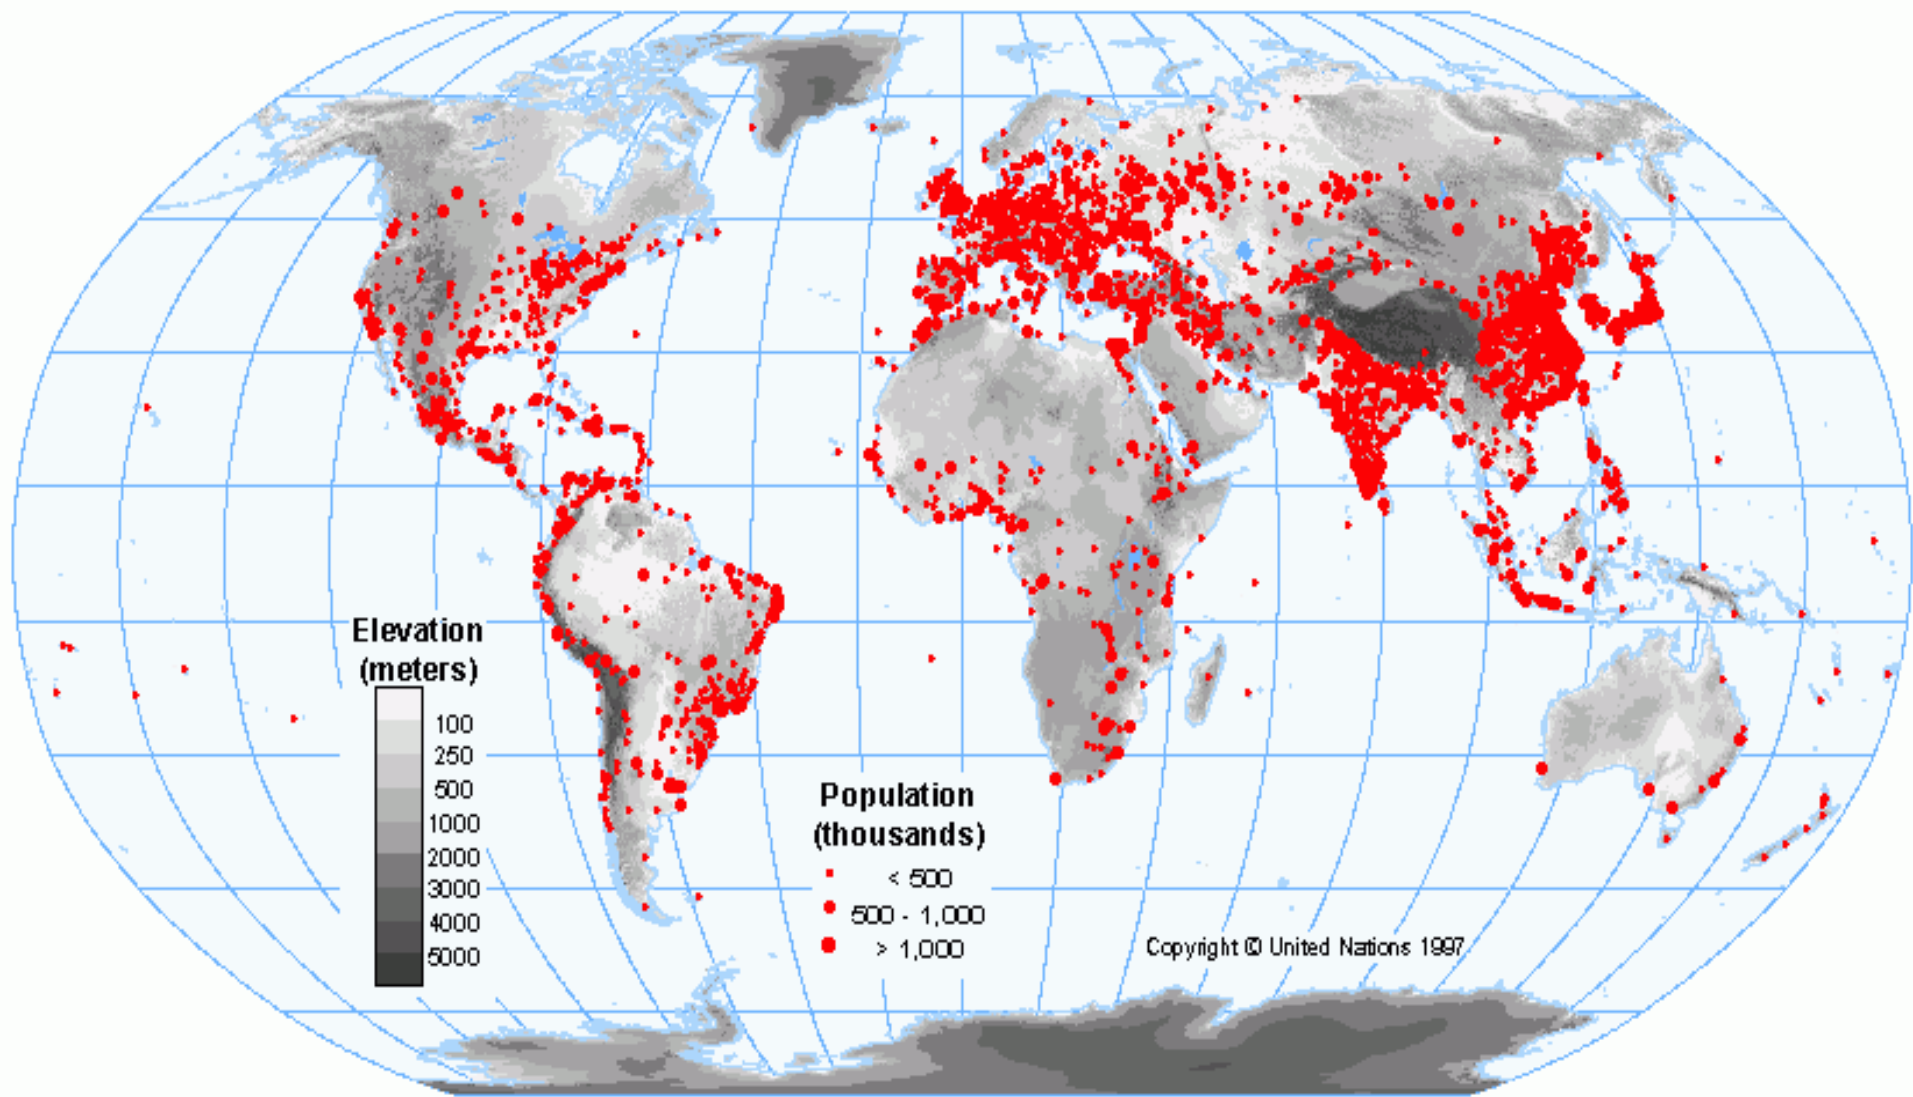 Elevation
(meters)
100
250
500
1000
2000
3000
4000
5000
Population
(thousands)
< 500
500 - 1,000
> 1,000
Copyright © United Nations 1997